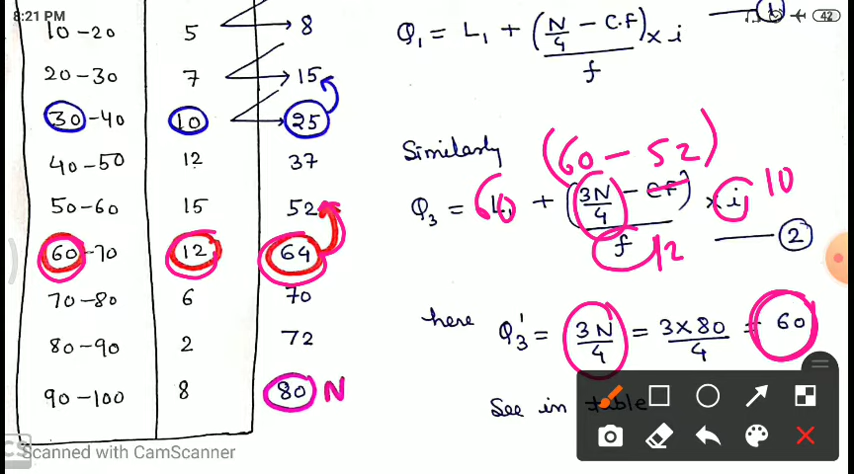 8:21 PM 42
10-20 5 8
20-30 7 15
30-40 10 25
40-50 12 37
50-60 15 52
60-70 12 64
70-80 6 70
80-90 2 72
90-100 8 80 N
Q₁ = L₁ + (N/4 - C.F) / f × i 1
Similarly (60 - 52)
Q₃ = L₁ + (3N/4 - CF) / f × i 2
60 10
12
here Q₃' = 3N/4 = 3×80/4 = 60
See in table
CS Scanned with CamScanner